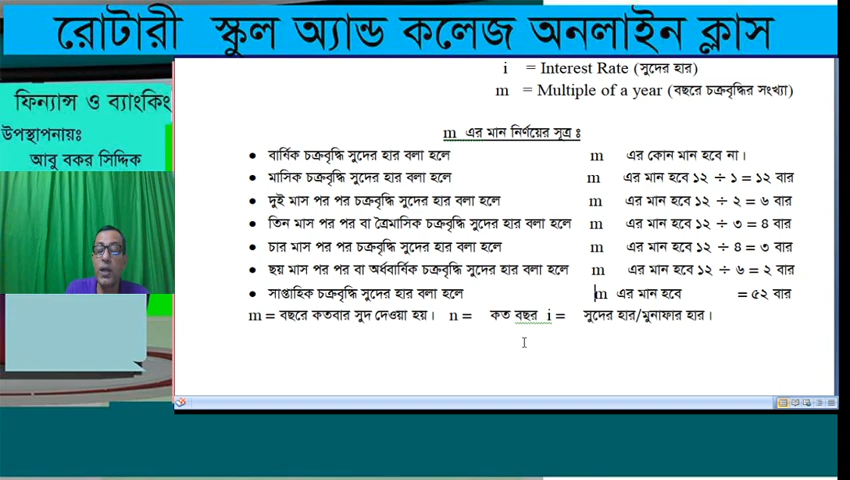 রোটারী স্কুল অ্যান্ড কলেজ অনলাইন ক্লাস
ফিন্যান্স ও ব্যাংকিং
উপস্থাপনায়ঃ
আবু বকর সিদ্দিক
i = Interest Rate (সুদের হার)
m = Multiple of a year (বছরে চক্রবৃদ্ধির সংখ্যা)
m এর মান নির্ণয়ের সূত্র ঃ
• বার্ষিক চক্রবৃদ্ধি সুদের হার বলা হলে m এর কোন মান হবে না।
• মাসিক চক্রবৃদ্ধি সুদের হার বলা হলে m এর মান হবে ১২ ÷ ১ = ১২ বার
• দুই মাস পর পর চক্রবৃদ্ধি সুদের হার বলা হলে m এর মান হবে ১২ ÷ ২ = ৬ বার
• তিন মাস পর পর বা ত্রৈমাসিক চক্রবৃদ্ধি সুদের হার বলা হলে m এর মান হবে ১২ ÷ ৩ = ৪ বার
• চার মাস পর পর চক্রবৃদ্ধি সুদের হার বলা হলে m এর মান হবে ১২ ÷ ৪ = ৩ বার
• ছয় মাস পর পর বা অর্ধবার্ষিক চক্রবৃদ্ধি সুদের হার বলা হলে m এর মান হবে ১২ ÷ ৬ = ২ বার
• সাপ্তাহিক চক্রবৃদ্ধি সুদের হার বলা হলে m এর মান হবে = ৫২ বার
m = বছরে কতবার সুদ দেওয়া হয়। n = কত বছর i = সুদের হার/মুনাফার হার।